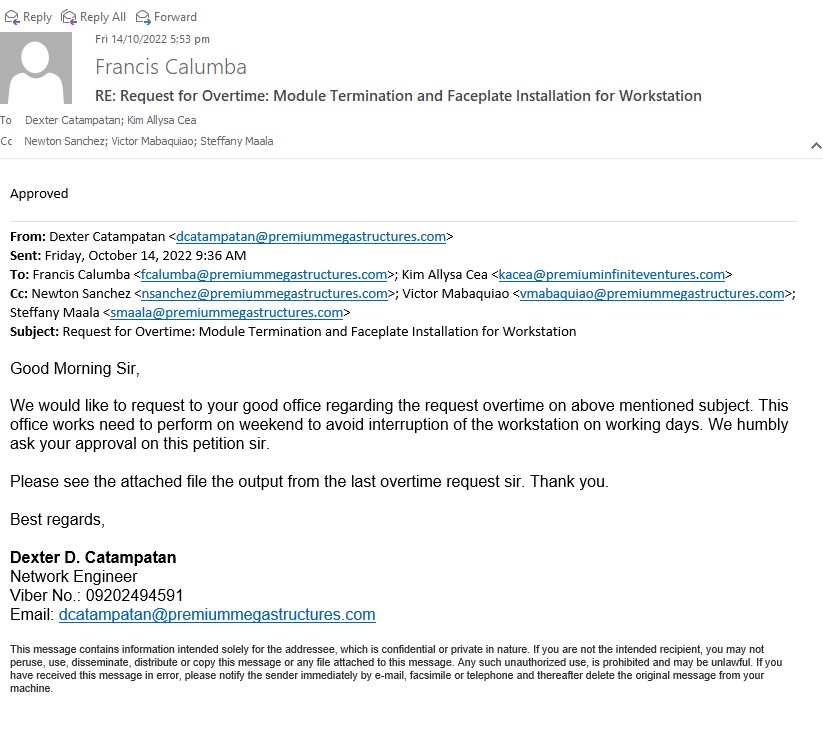 Reply Reply All Forward
Fri 14/10/2022 5:53 pm
Francis Calumba
RE: Request for Overtime: Module Termination and Faceplate Installation for Workstation
To Dexter Catampatan; Kim Allysa Cea
Cc Newton Sanchez; Victor Mabaquiao; Steffany Maala
Approved
From: Dexter Catampatan <dcatampatan@premiummegastructures.com>
Sent: Friday, October 14, 2022 9:36 AM
To: Francis Calumba <fcalumba@premiummegastructures.com>; Kim Allysa Cea <kacea@premiuminfiniteventures.com>
Cc: Newton Sanchez <nsanchez@premiummegastructures.com>; Victor Mabaquiao <vmabaquiao@premiummegastructures.com>;
Steffany Maala <smaala@premiummegastructures.com>
Subject: Request for Overtime: Module Termination and Faceplate Installation for Workstation
Good Morning Sir,
We would like to request to your good office regarding the request overtime on above mentioned subject. This
office works need to perform on weekend to avoid interruption of the workstation on working days. We humbly
ask your approval on this petition sir.
Please see the attached file the output from the last overtime request sir. Thank you.
Best regards,
Dexter D. Catampatan
Network Engineer
Viber No.: 09202494591
Email: dcatampatan@premiummegastructures.com
This message contains information intended solely for the addressee, which is confidential or private in nature. If you are not the intended recipient, you may not
peruse, use, disseminate, distribute or copy this message or any file attached to this message. Any such unauthorized use, is prohibited and may be unlawful. If you
have received this message in error, please notify the sender immediately by e-mail, facsimile or telephone and thereafter delete the original message from your
machine.